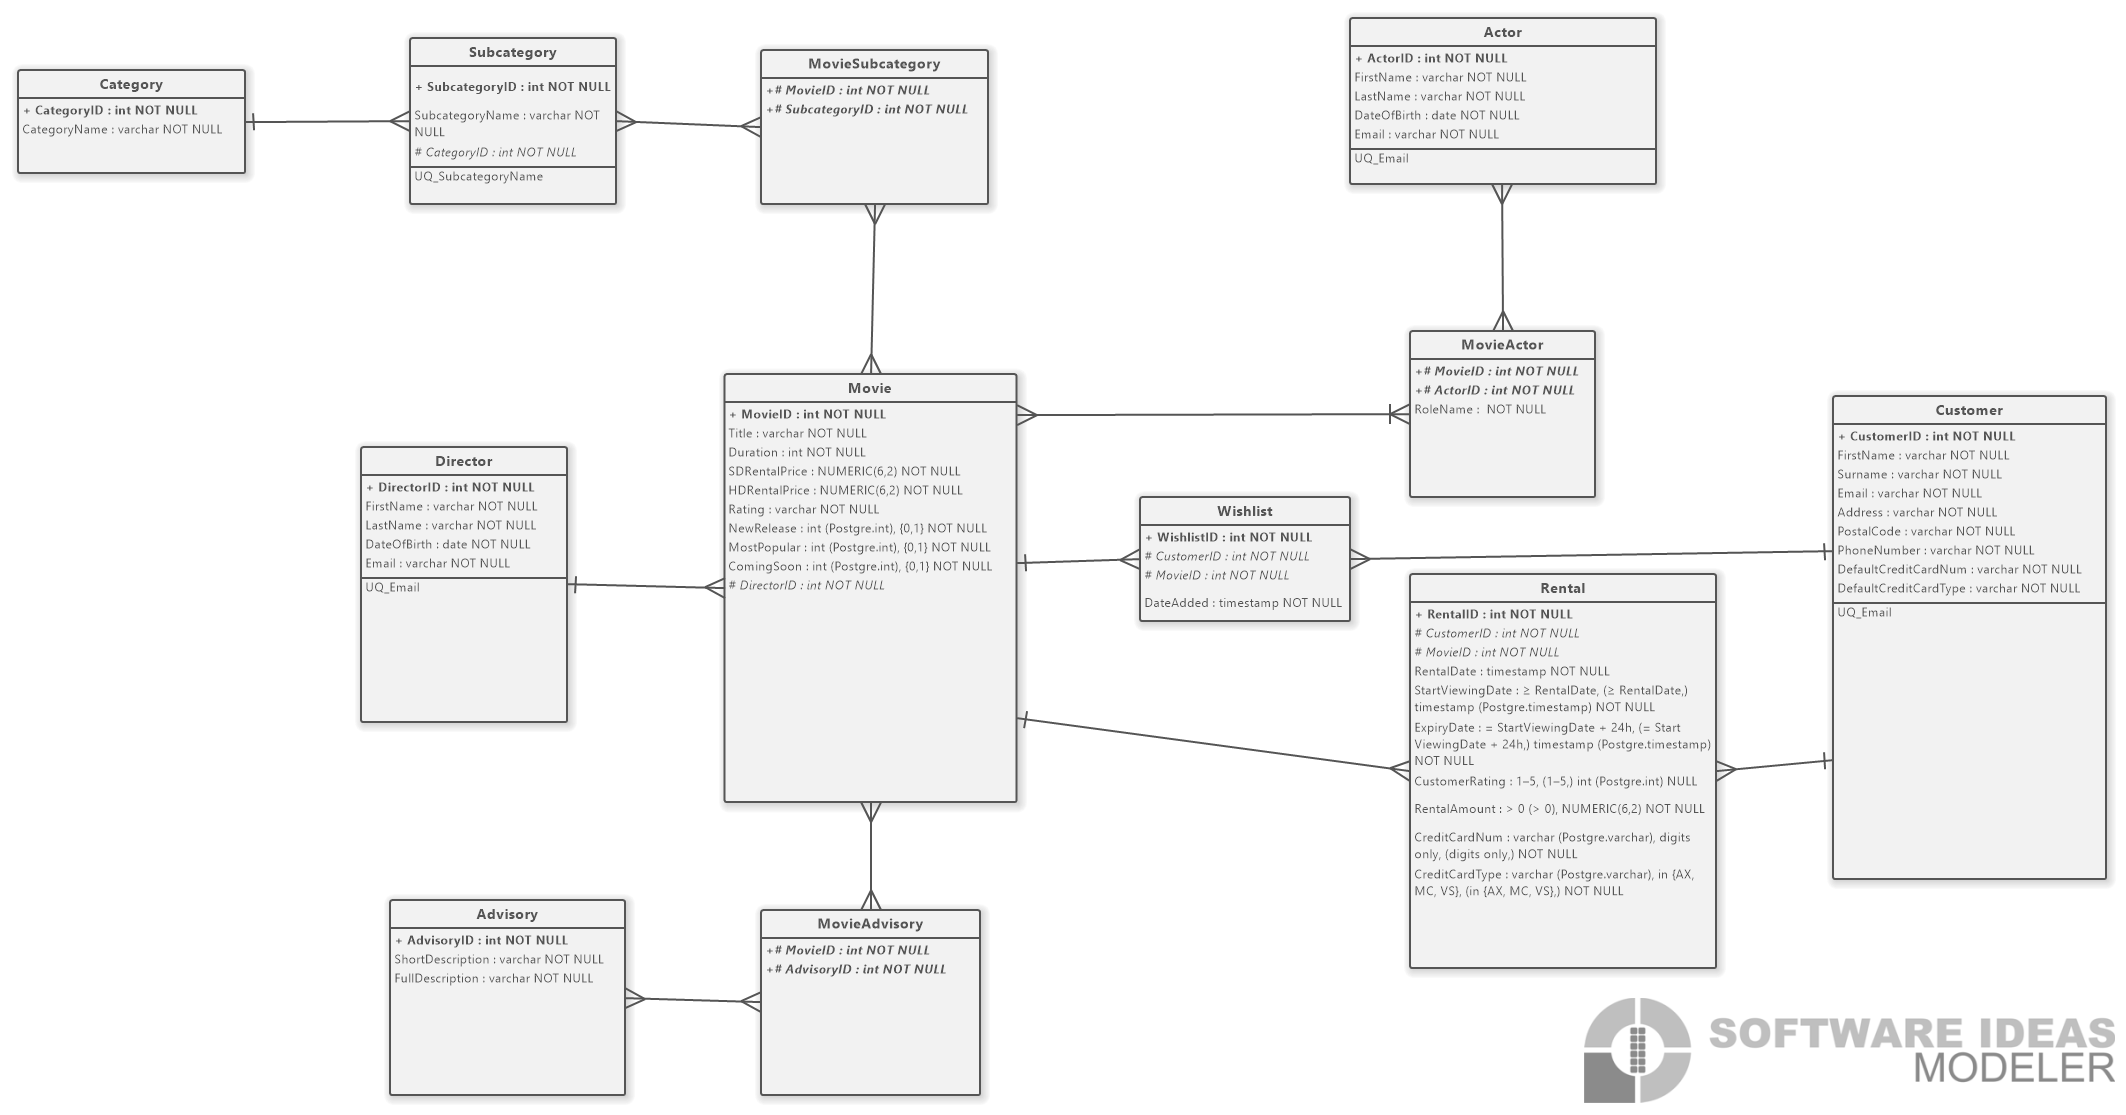 Category
+ CategoryID : int NOT NULL
CategoryName : varchar NOT NULL
Subcategory
+ SubcategoryID : int NOT NULL
SubcategoryName : varchar NOT
NULL
# CategoryID : int NOT NULL
UQ_SubcategoryName
MovieSubcategory
+# MovieID : int NOT NULL
+# SubcategoryID : int NOT NULL
Actor
+ ActorID : int NOT NULL
FirstName : varchar NOT NULL
LastName : varchar NOT NULL
DateOfBirth : date NOT NULL
Email : varchar NOT NULL
UQ_Email
MovieActor
+# MovieID : int NOT NULL
+# ActorID : int NOT NULL
RoleName :  NOT NULL
Movie
+ MovieID : int NOT NULL
Title : varchar NOT NULL
Duration : int NOT NULL
SDRentalPrice : NUMERIC(6,2) NOT NULL
HDRentalPrice : NUMERIC(6,2) NOT NULL
Rating : varchar NOT NULL
NewRelease : int (Postgre.int), {0,1} NOT NULL
MostPopular : int (Postgre.int), {0,1} NOT NULL
ComingSoon : int (Postgre.int), {0,1} NOT NULL
# DirectorID : int NOT NULL
Director
+ DirectorID : int NOT NULL
FirstName : varchar NOT NULL
LastName : varchar NOT NULL
DateOfBirth : date NOT NULL
Email : varchar NOT NULL
UQ_Email
Wishlist
+ WishlistID : int NOT NULL
# CustomerID : int NOT NULL
# MovieID : int NOT NULL
DateAdded : timestamp NOT NULL
Customer
+ CustomerID : int NOT NULL
FirstName : varchar NOT NULL
Surname : varchar NOT NULL
Email : varchar NOT NULL
Address : varchar NOT NULL
PostalCode : varchar NOT NULL
PhoneNumber : varchar NOT NULL
DefaultCreditCardNum : varchar NOT NULL
DefaultCreditCardType : varchar NOT NULL
UQ_Email
Rental
+ RentalID : int NOT NULL
# CustomerID : int NOT NULL
# MovieID : int NOT NULL
RentalDate : timestamp NOT NULL
StartViewingDate : ≥ RentalDate, (≥ RentalDate,)
timestamp (Postgre.timestamp) NOT NULL
ExpiryDate : = StartViewingDate + 24h, (= Start
ViewingDate + 24h,) timestamp (Postgre.timestamp)
NOT NULL
CustomerRating : 1–5, (1–5,) int (Postgre.int) NULL
RentalAmount : > 0 (> 0), NUMERIC(6,2) NOT NULL
CreditCardNum : varchar (Postgre.varchar), digits
only, (digits only,) NOT NULL
CreditCardType : varchar (Postgre.varchar), in {AX,
MC, VS}, (in {AX, MC, VS},) NOT NULL
Advisory
+ AdvisoryID : int NOT NULL
ShortDescription : varchar NOT NULL
FullDescription : varchar NOT NULL
MovieAdvisory
+# MovieID : int NOT NULL
+# AdvisoryID : int NOT NULL
SOFTWARE IDEAS
MODELER